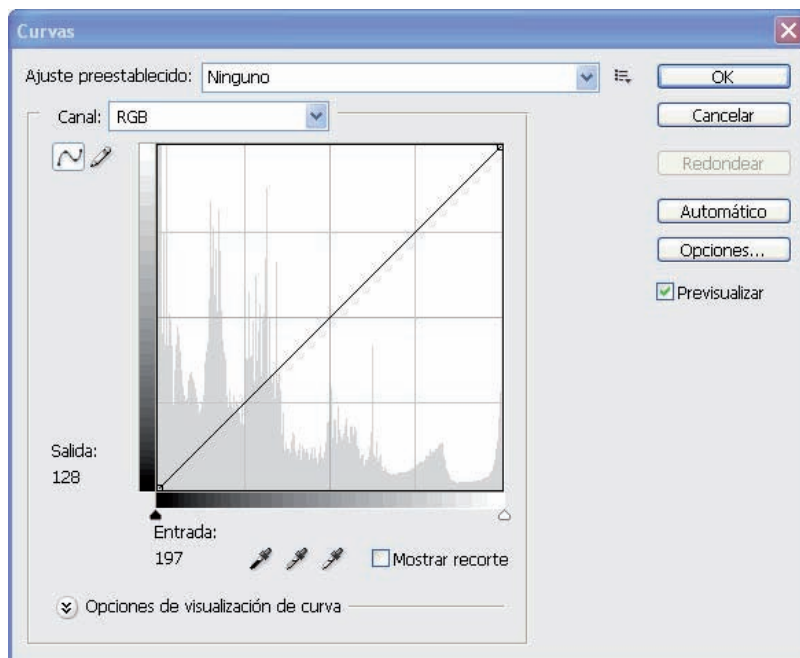 Curvas
Ajuste preestablecido: Ninguno
OK
Canal: RGB
Cancelar
Redondear
Automático
Opciones...
Previsualizar
Salida:
128
Entrada:
197
Mostrar recorte
Opciones de visualización de curva